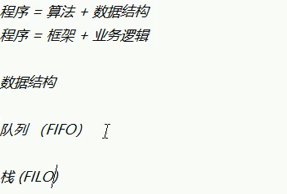 程序 = 算法 + 数据结构
程序 = 框架 + 业务逻辑
数据结构
队列 （FIFO）
栈 (FILO)